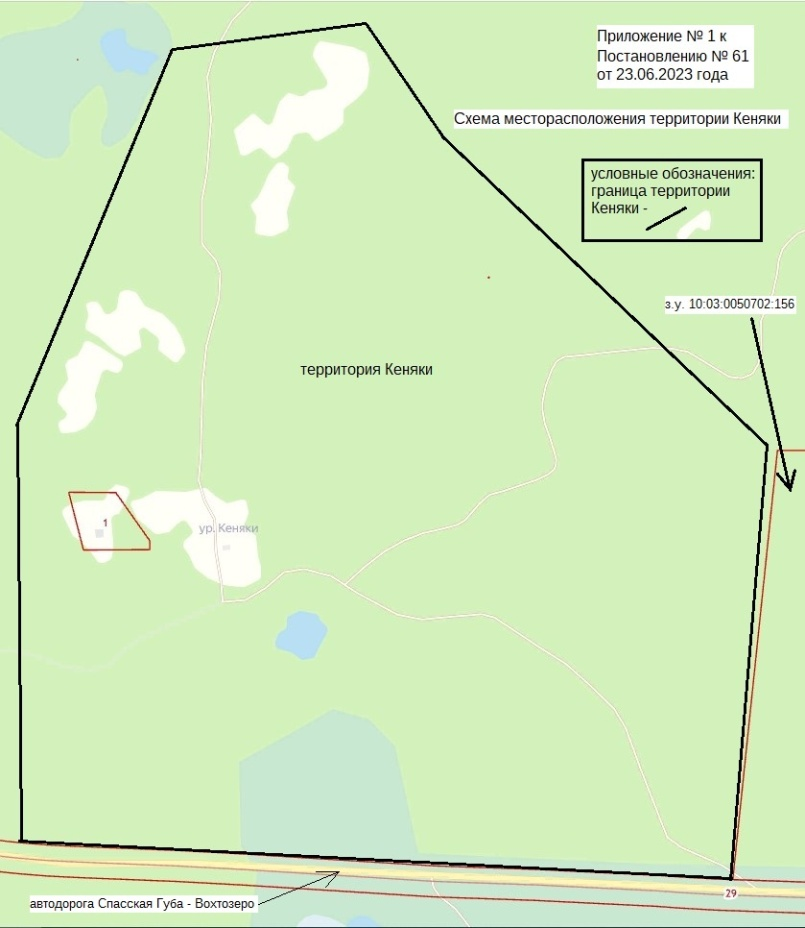 Приложение № 1 к
Постановлению № 61
от 23.06.2023 года
Схема месторасположения территории Кеняки
условные обозначения:
граница территории
Кеняки -
з.у. 10:03:0050702:156
территория Кеняки
1
ур. Кеняки
29
автодорога Спасская Губа - Вохтозеро